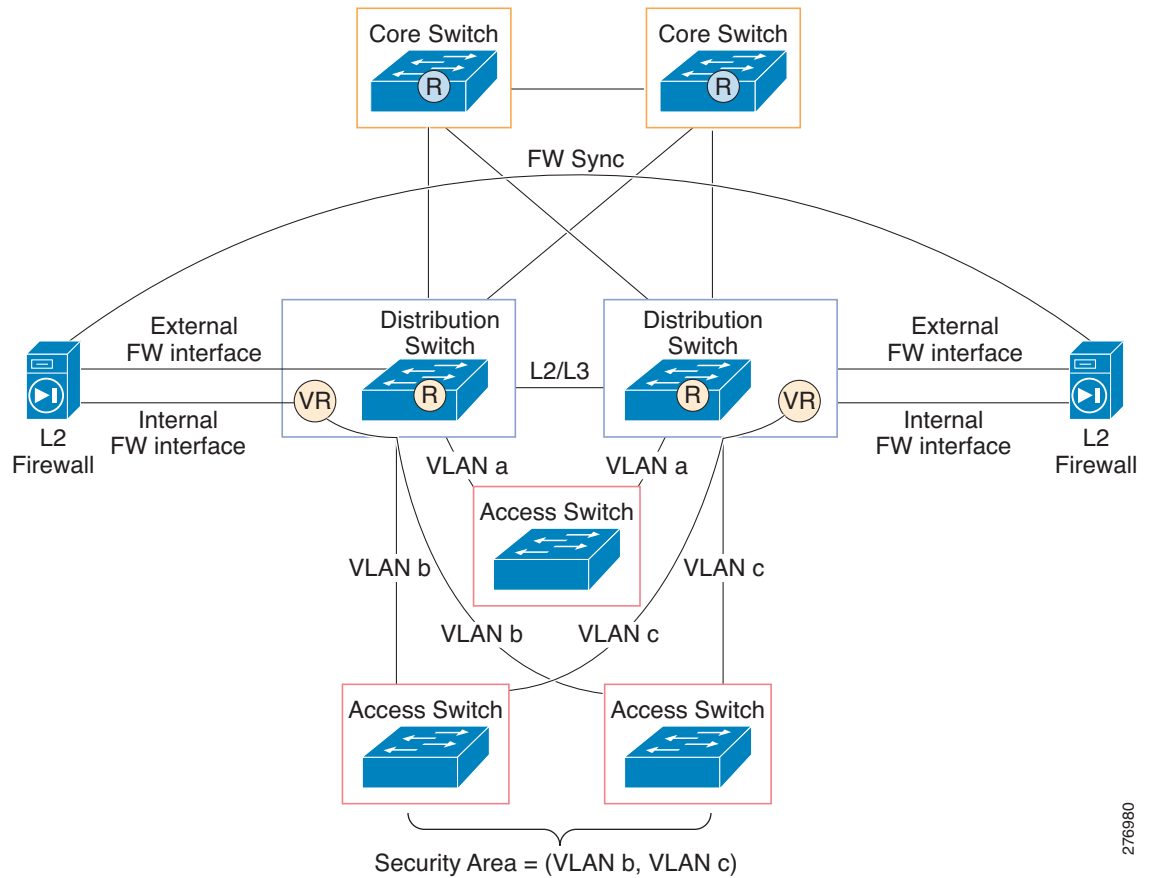 Core Switch
Core Switch
R
R
FW Sync
External
FW interface
Distribution
Switch
Distribution
Switch
External
FW interface
L2/L3
VR
R
R
VR
Internal
FW interface
Internal
FW interface
L2
Firewall
L2
Firewall
VLAN a
VLAN a
Access Switch
VLAN b
VLAN c
VLAN b
VLAN c
Access Switch
Access Switch
Security Area = (VLAN b, VLAN c)
276980